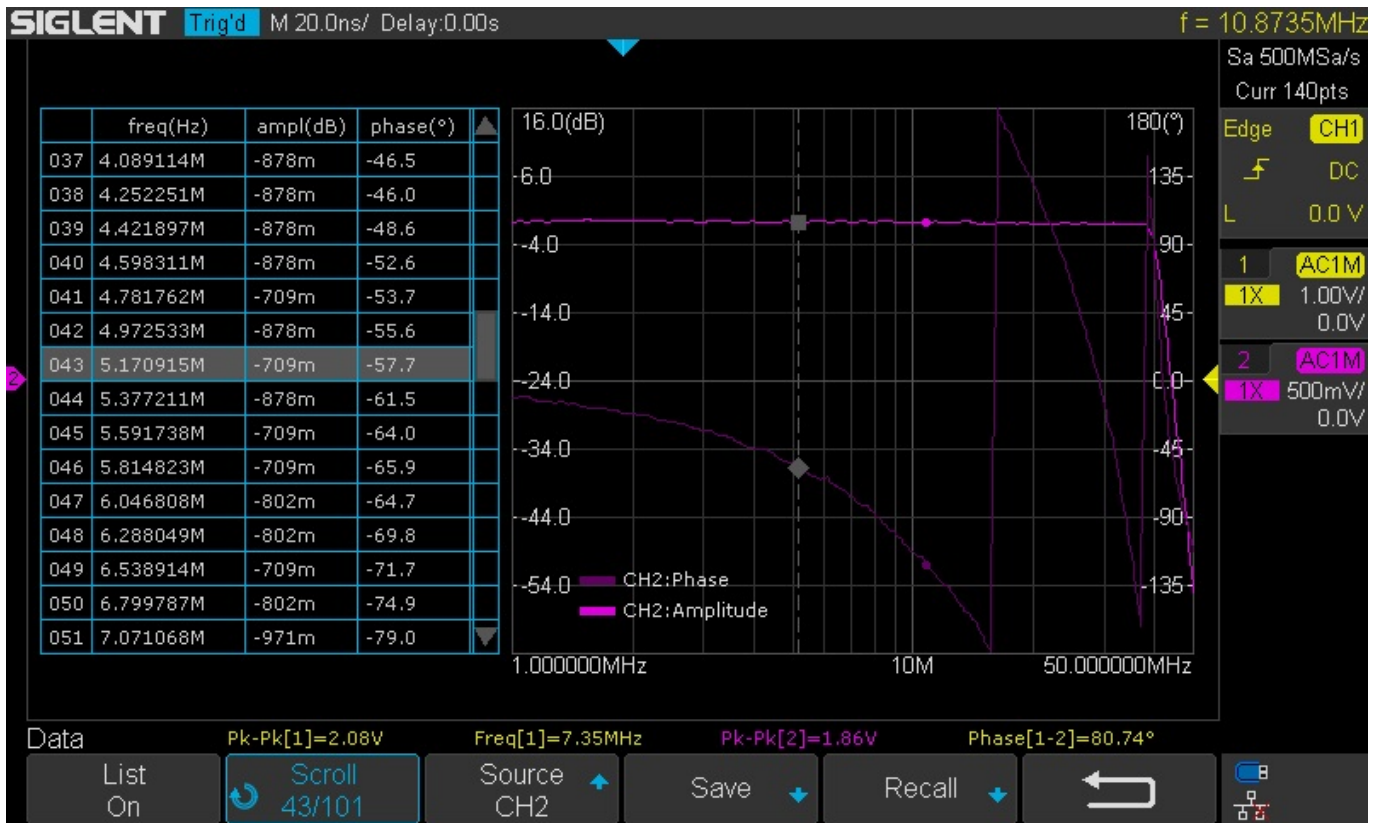 SIGLENT Trig'd M 20.0ns/ Delay:0.00s f = 10.8735MHz
Sa 500MSa/s
Curr 140pts
freq(Hz) ampl(dB) phase(°)
037 4.089114M -878m -46.5
038 4.252251M -878m -46.0
039 4.421897M -878m -48.6
040 4.598311M -878m -52.6
041 4.781762M -709m -53.7
042 4.972533M -878m -55.6
043 5.170915M -709m -57.7
044 5.377211M -878m -61.5
045 5.591738M -709m -64.0
046 5.814823M -709m -65.9
047 6.046808M -802m -64.7
048 6.288049M -802m -69.8
049 6.538914M -709m -71.7
050 6.799787M -802m -74.9
051 7.071068M -971m -79.0
2
16.0(dB) 180(°)
-6.0 135-
--4.0 90-
--14.0 45-
--24.0 0.0-
--34.0 -45-
--44.0 -90-
--54.0 -135-
CH2:Phase
CH2:Amplitude
1.000000MHz 10M 50.000000MHz
Edge CH1
DC
L 0.0 V
1 AC1M
1X 1.00V/
0.0V
2 AC1M
1X 500mV/
0.0V
Data Pk-Pk[1]=2.08V Freq[1]=7.35MHz Pk-Pk[2]=1.86V Phase[1-2]=80.74°
List
On
Scroll
43/101
Source
CH2
Save
Recall